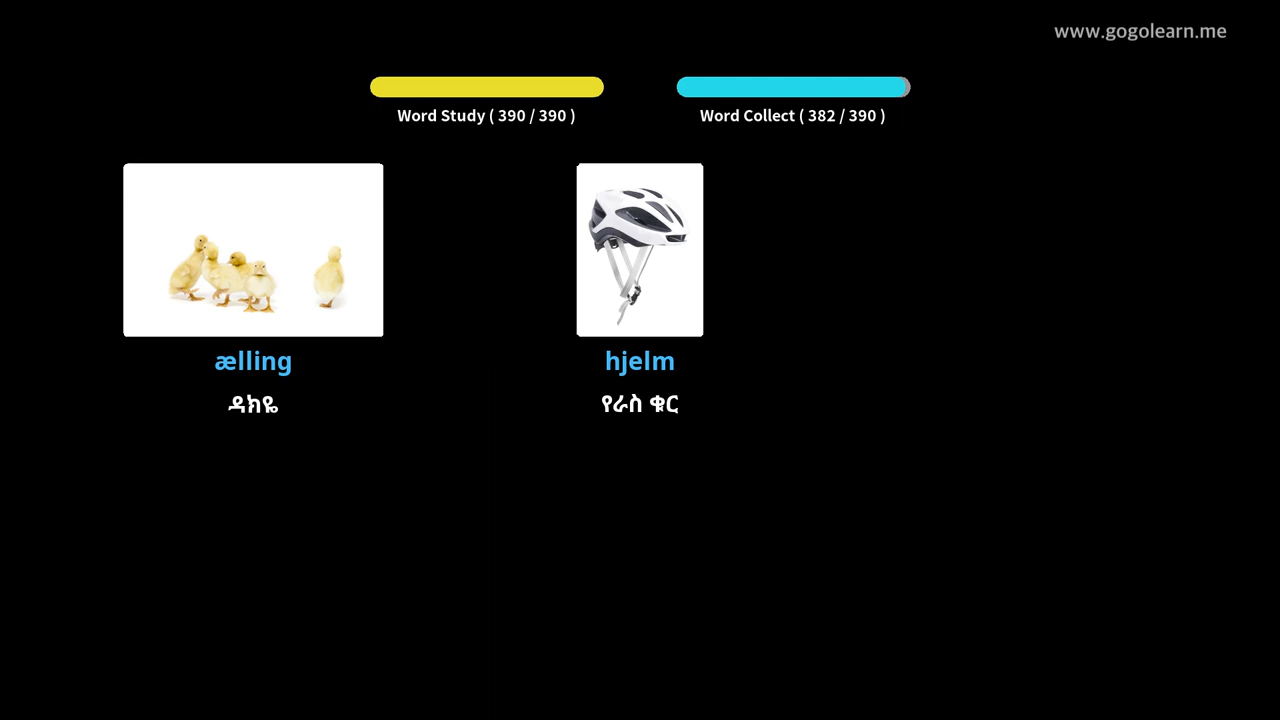 www.gogolearn.me
Word Study ( 390 / 390 )
Word Collect ( 382 / 390 )
ælling
ዳክዬ
hjelm
የራስ ቁር